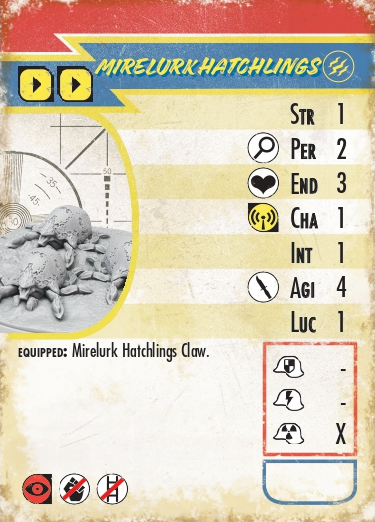 MIRELURK HATCHLINGS
STR 1
PER 2
END 3
CHA 1
INT 1
AGI 4
LUC 1
35
45
50
EQUIPPED: Mirelurk Hatchlings Claw.
-
-
X